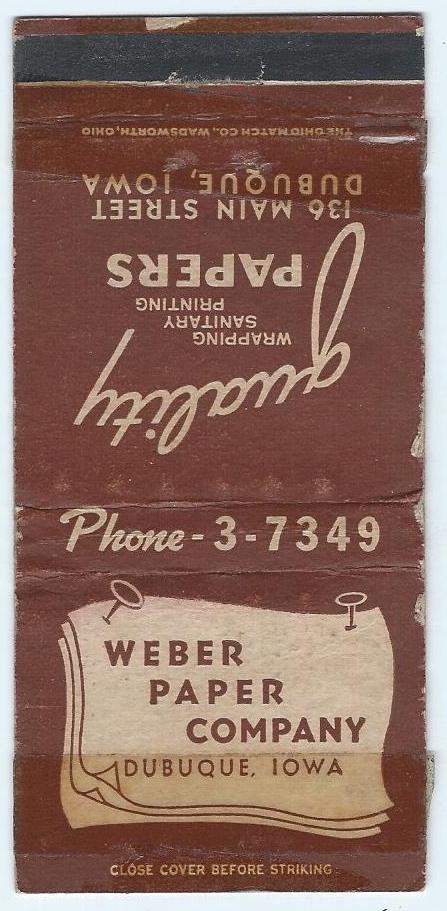 THE OHIO MATCH CO., WADSWORTH, OHIO
136 MAIN STREET
DUBUQUE, IOWA
quality
WRAPPING
SANITARY
PRINTING
PAPERS
Phone - 3-7349
WEBER
PAPER
COMPANY
DUBUQUE, IOWA
CLOSE COVER BEFORE STRIKING